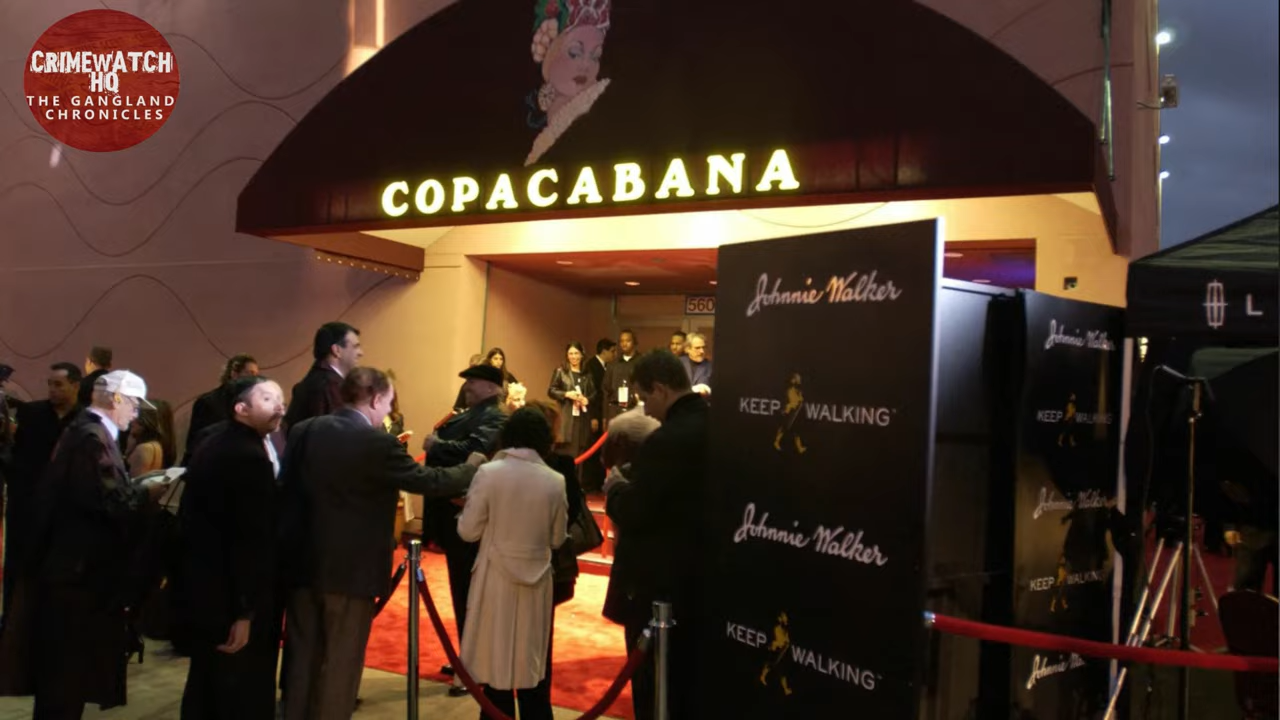 CRIMEWATCH
HQ
THE GANGLAND
CHRONICLES
COPACABANA
560
Johnnie Walker
KEEP WALKING
Johnnie Walker
KEEP WALKING
Johnnie Walker
KEEP WALKING
Johnnie Walker
KEEP WALKING
Johnnie Wa
L